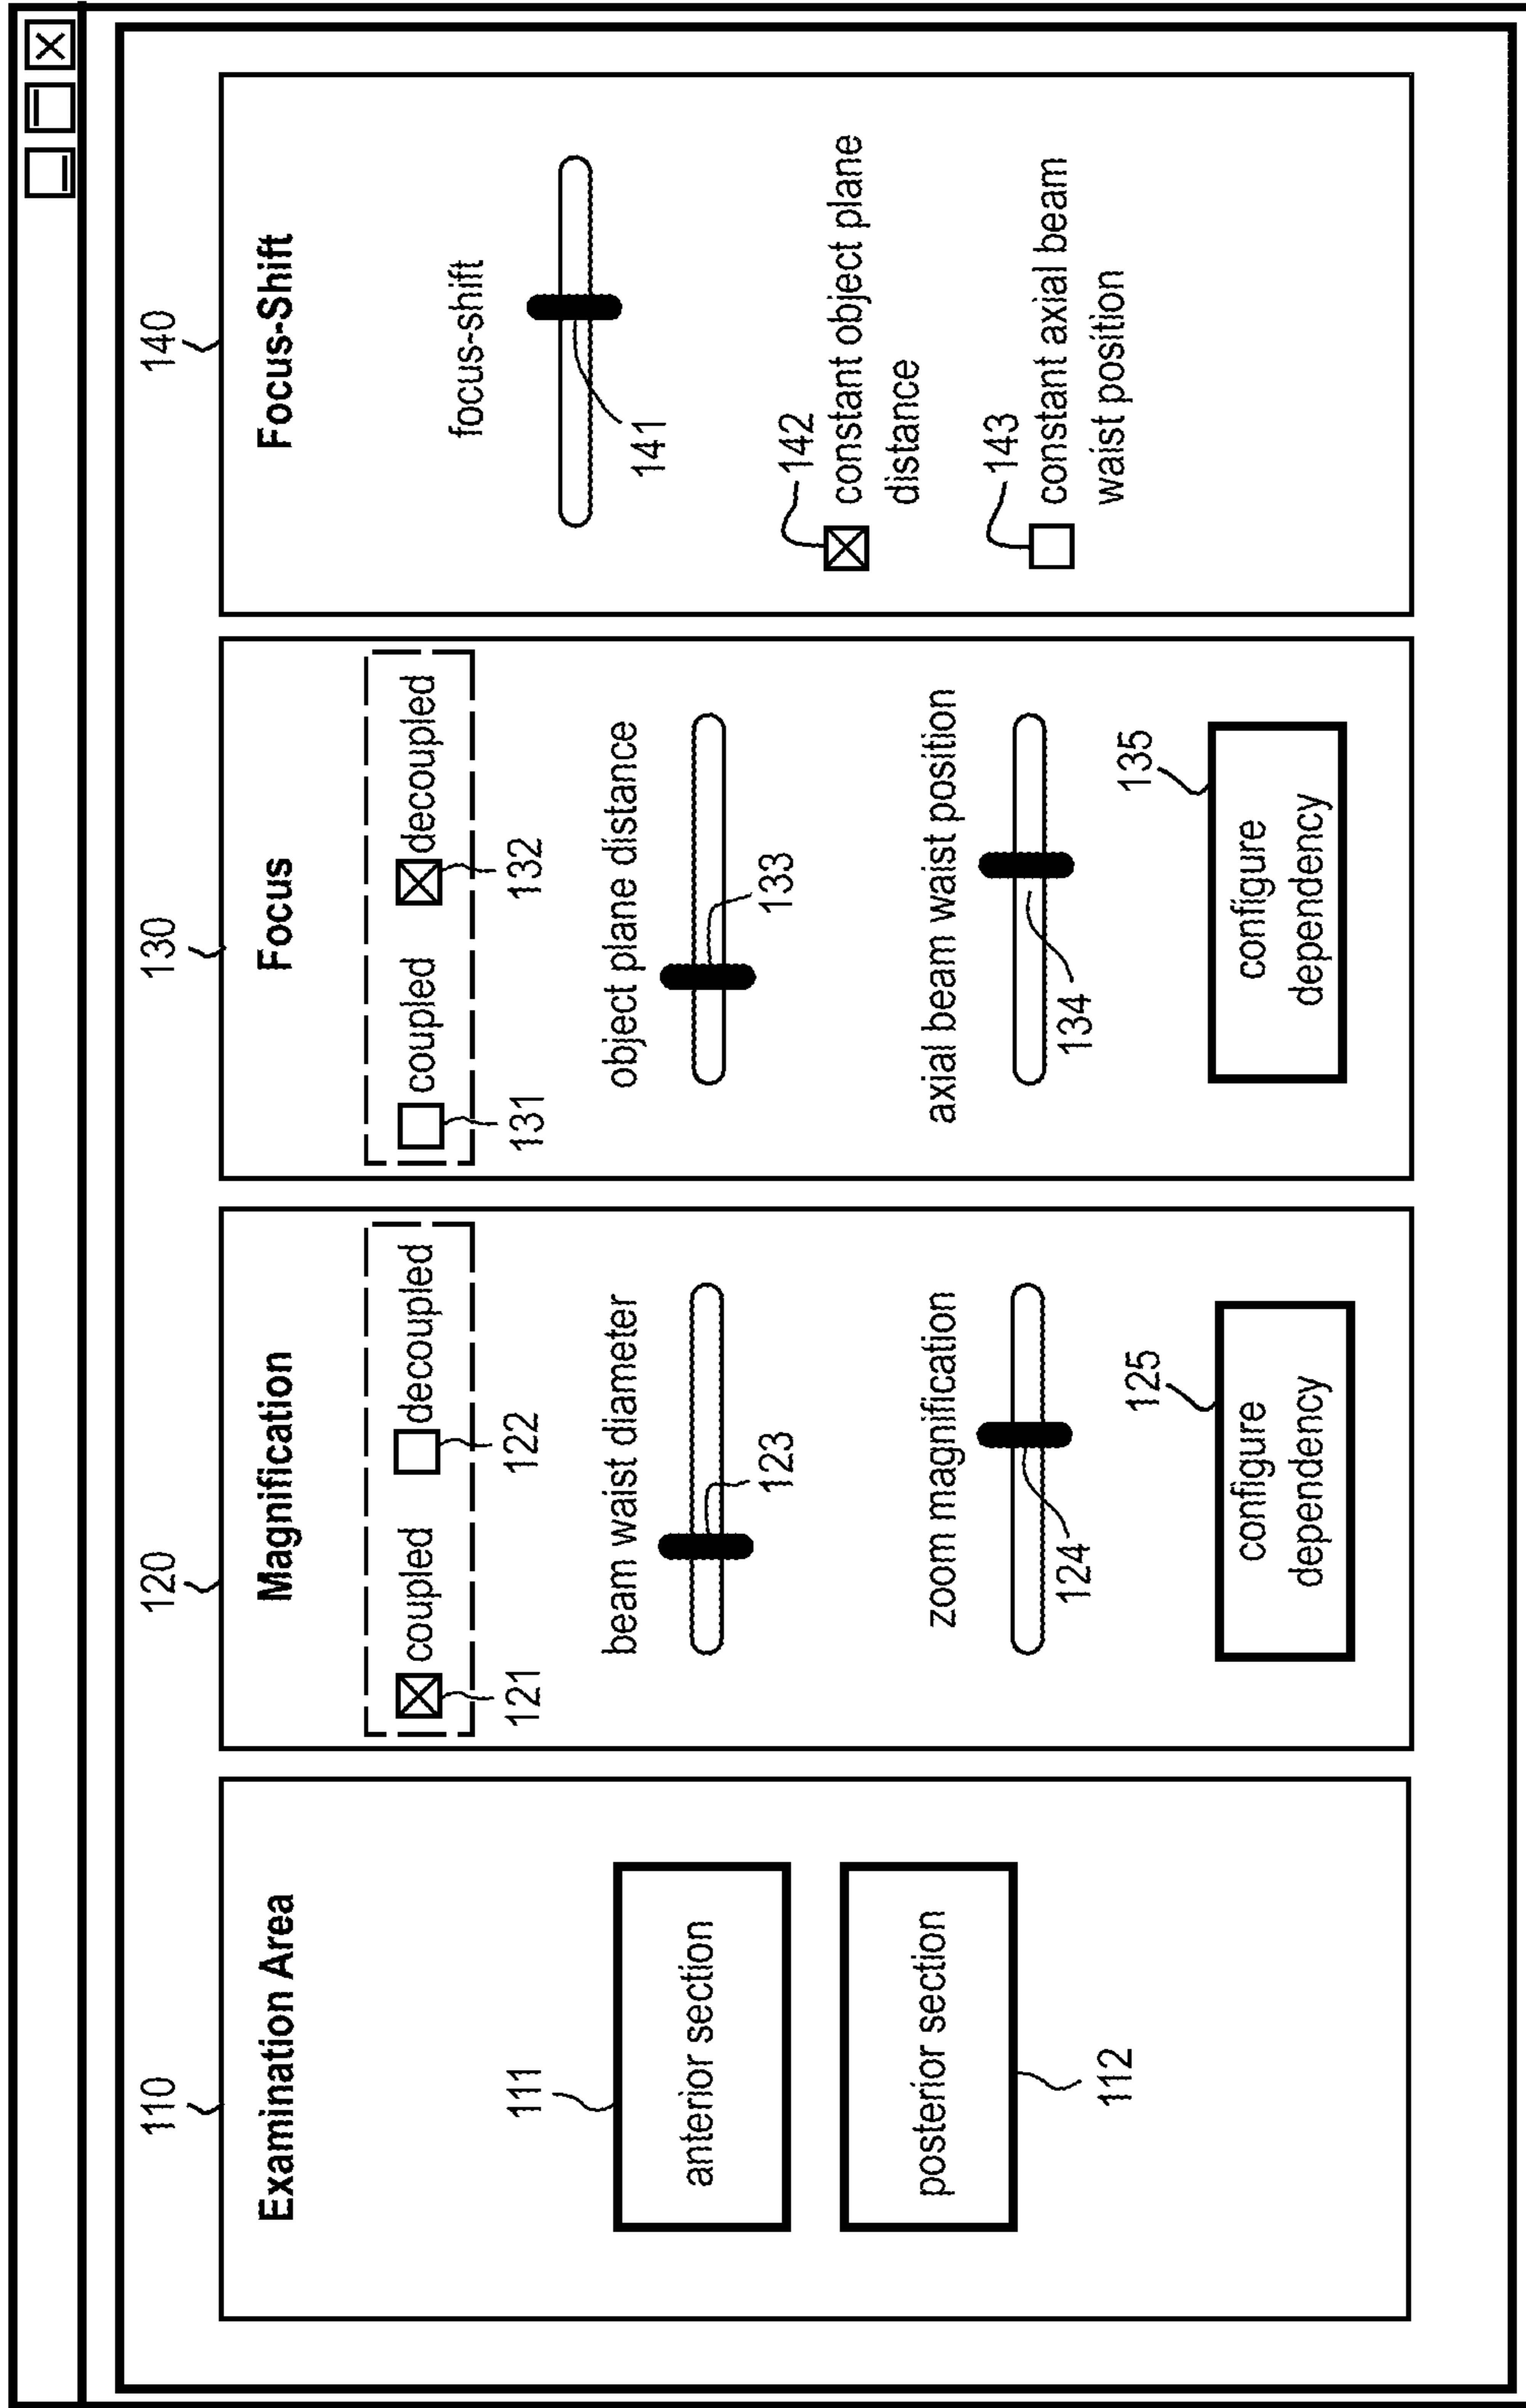 110
Examination Area
111
anterior section
posterior section
112
120
Magnification
coupled
decoupled
121
122
beam waist diameter
123
zoom magnification
124
125
configure
dependency
130
Focus
coupled
decoupled
131
132
object plane distance
133
axial beam waist position
134
135
configure
dependency
140
Focus-Shift
focus-shift
141
142
constant object plane
distance
143
constant axial beam
waist position